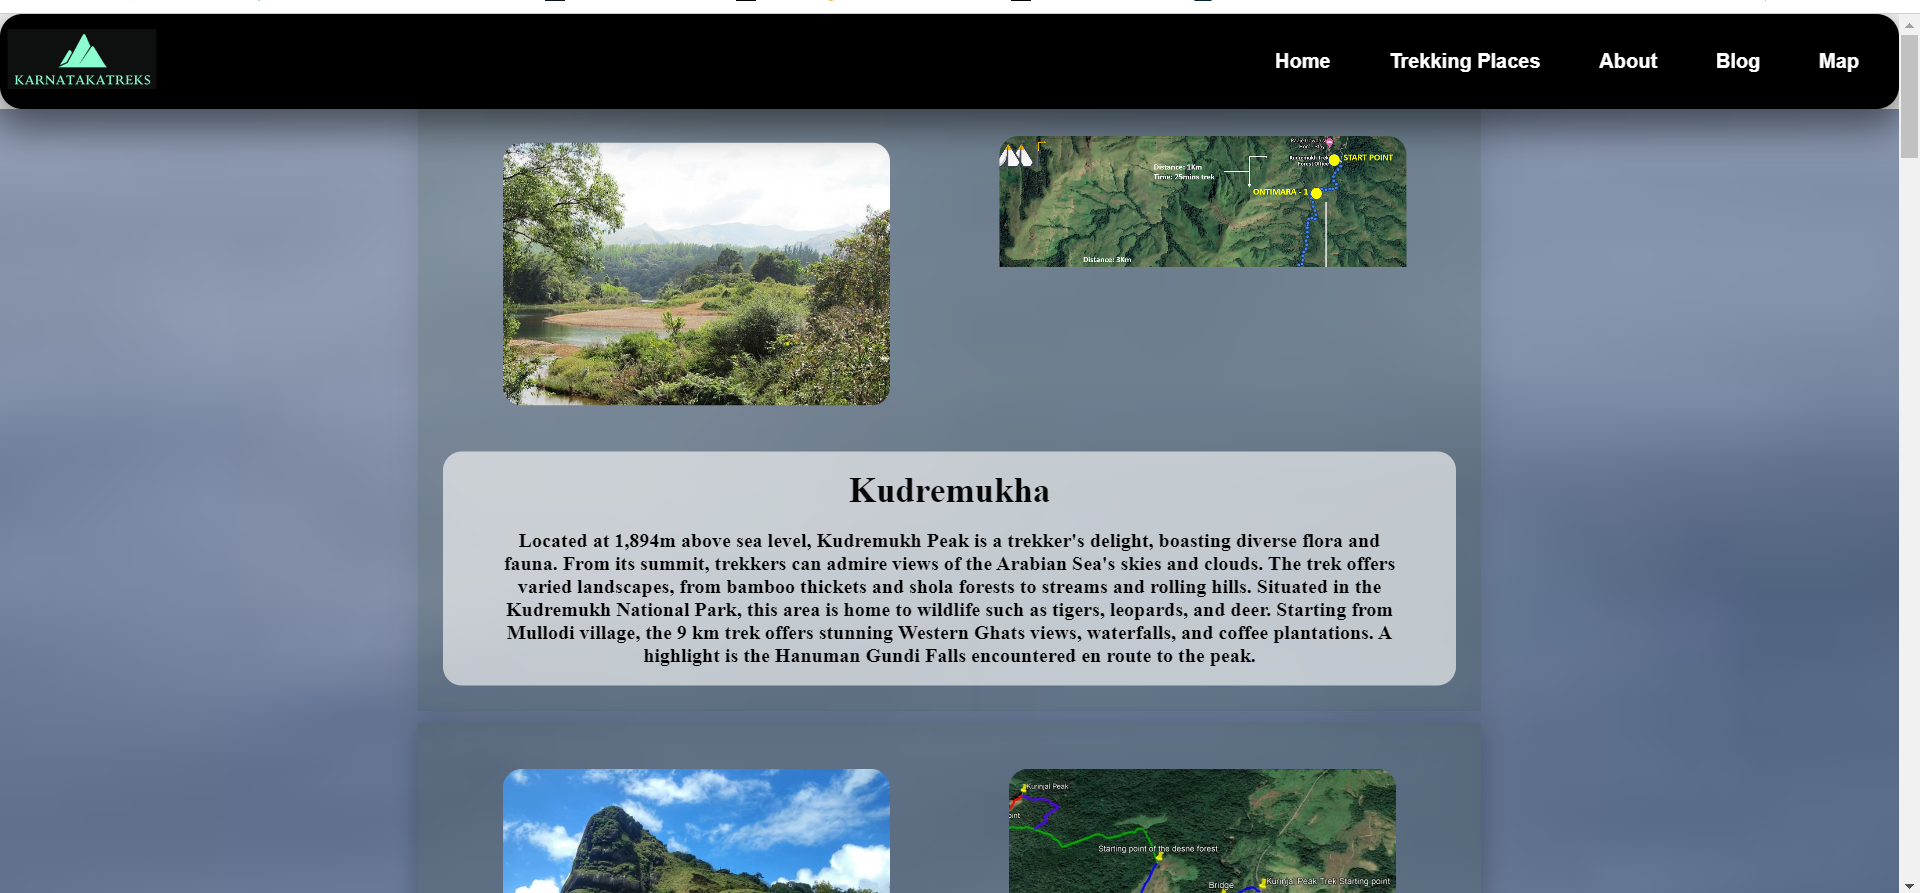 KARNATAKATREKS
Home
Trekking Places
About
Blog
Map
START POINT
Distance: 1Km
Time: 25mins trek
ONTIMARA - 1
Distance: 3Km
Kudremukha
Located at 1,894m above sea level, Kudremukh Peak is a trekker's delight, boasting diverse flora and
fauna. From its summit, trekkers can admire views of the Arabian Sea's skies and clouds. The trek offers
varied landscapes, from bamboo thickets and shola forests to streams and rolling hills. Situated in the
Kudremukh National Park, this area is home to wildlife such as tigers, leopards, and deer. Starting from
Mullodi village, the 9 km trek offers stunning Western Ghats views, waterfalls, and coffee plantations. A
highlight is the Hanuman Gundi Falls encountered en route to the peak.
Kurinjal Peak
oint
Starting point of the desne forest
Bridge
Kurinjal Peak Trek Starting point